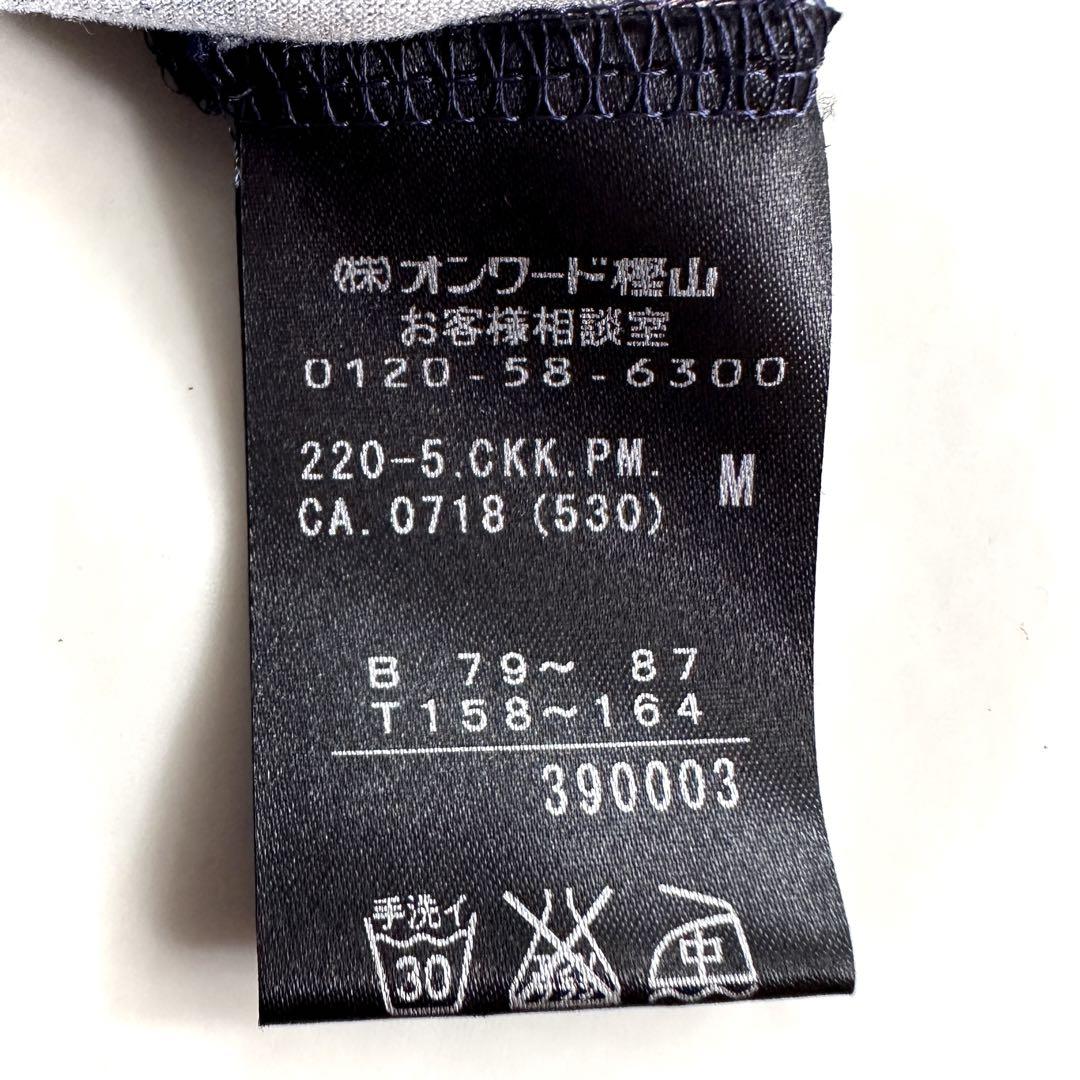 ㈱オンワード樫山
お客様相談室
0120-58-6300
220-5.CKK.PM.
CA.0718 (530)
M
B 79~ 87
T158~164
390003
手洗イ
30
中